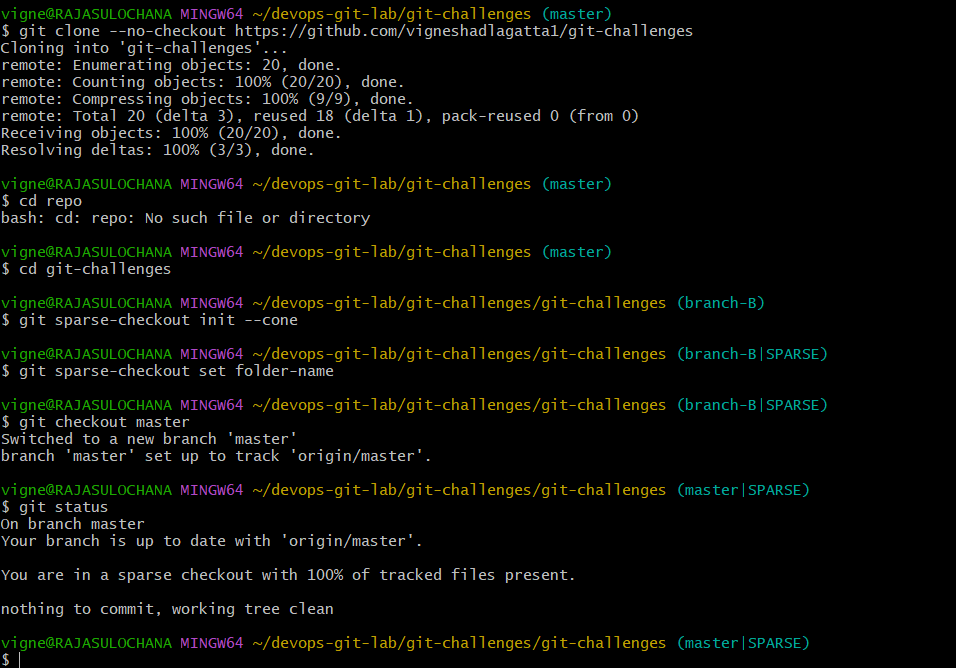 vigne@RAJASULOCHANA MINGW64 ~/devops-git-lab/git-challenges (master)
$ git clone --no-checkout https://github.com/vigneshadlagatta1/git-challenges
Cloning into 'git-challenges'...
remote: Enumerating objects: 20, done.
remote: Counting objects: 100% (20/20), done.
remote: Compressing objects: 100% (9/9), done.
remote: Total 20 (delta 3), reused 18 (delta 1), pack-reused 0 (from 0)
Receiving objects: 100% (20/20), done.
Resolving deltas: 100% (3/3), done.

vigne@RAJASULOCHANA MINGW64 ~/devops-git-lab/git-challenges (master)
$ cd repo
bash: cd: repo: No such file or directory

vigne@RAJASULOCHANA MINGW64 ~/devops-git-lab/git-challenges (master)
$ cd git-challenges

vigne@RAJASULOCHANA MINGW64 ~/devops-git-lab/git-challenges/git-challenges (branch-B)
$ git sparse-checkout init --cone

vigne@RAJASULOCHANA MINGW64 ~/devops-git-lab/git-challenges/git-challenges (branch-B|SPARSE)
$ git sparse-checkout set folder-name

vigne@RAJASULOCHANA MINGW64 ~/devops-git-lab/git-challenges/git-challenges (branch-B|SPARSE)
$ git checkout master
Switched to a new branch 'master'
branch 'master' set up to track 'origin/master'.

vigne@RAJASULOCHANA MINGW64 ~/devops-git-lab/git-challenges/git-challenges (master|SPARSE)
$ git status
On branch master
Your branch is up to date with 'origin/master'.

You are in a sparse checkout with 100% of tracked files present.

nothing to commit, working tree clean

vigne@RAJASULOCHANA MINGW64 ~/devops-git-lab/git-challenges/git-challenges (master|SPARSE)
$